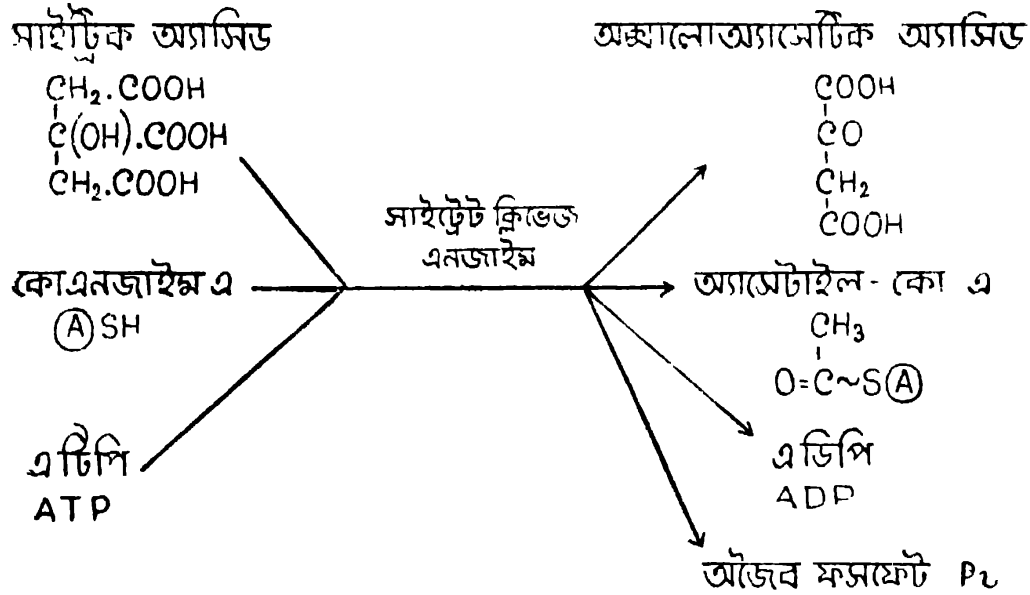 সাইট্রিক অ্যাসিড
CH₂.COOH
C(OH).COOH
CH₂.COOH
কোএনজাইম এ
Ⓐ SH
এটিপি
ATP
সাইট্রেট ক্লিভেজ
এনজাইম
অক্সালোঅ্যাসেটিক অ্যাসিড
COOH
CO
CH₂
COOH
অ্যাসেটাইল - কো এ
CH₃
O=C~SⒶ
এডিপি
ADP
অজৈব ফসফেট Pı